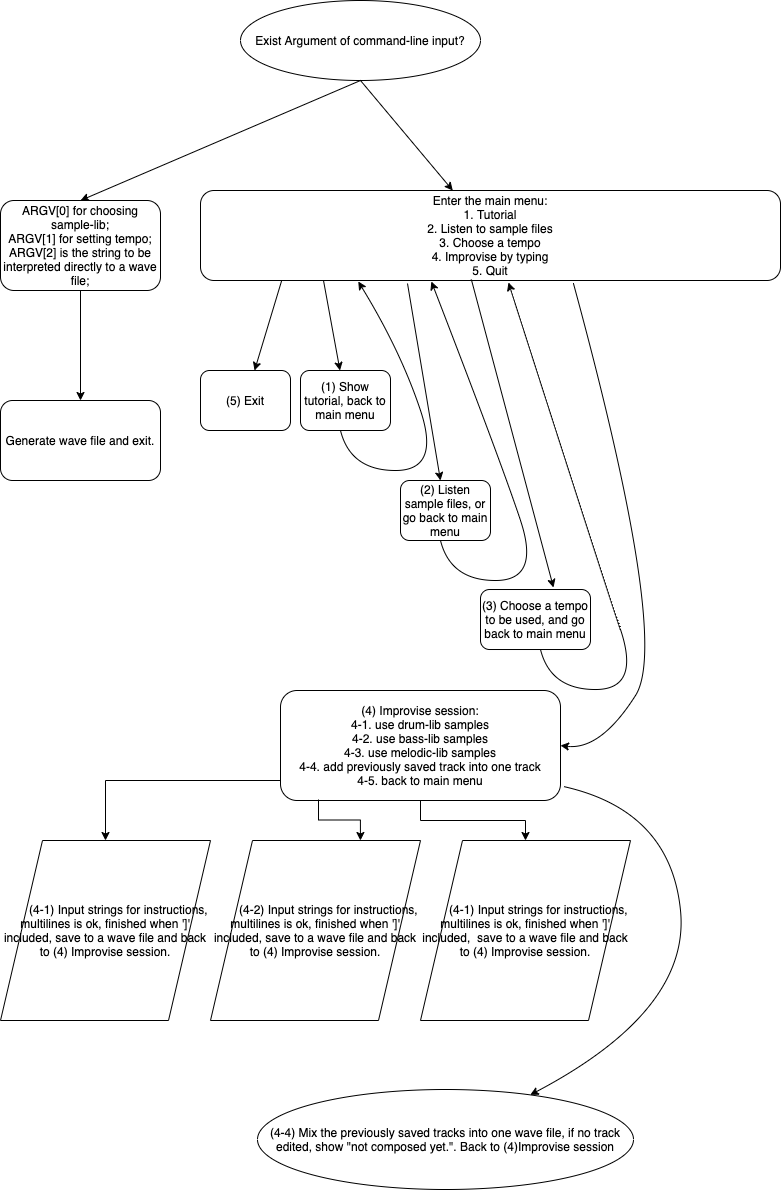 Exist Argument of command-line input?
ARGV[0] for choosing
sample-lib;
ARGV[1] for setting tempo;
ARGV[2] is the string to be
interpreted directly to a wave
file;
Enter the main menu:
1. Tutorial
2. Listen to sample files
3. Choose a tempo
4. Improvise by typing
5. Quit
Generate wave file and exit.
(5) Exit
(1) Show
tutorial, back to
main menu
(2) Listen
sample files, or
go back to main
menu
(3) Choose a tempo
to be used, and go
back to main menu
(4) Improvise session:
4-1. use drum-lib samples
4-2. use bass-lib samples
4-3. use melodic-lib samples
4-4. add previously saved track into one track
4-5. back to main menu
(4-1) Input strings for instructions,
multilines is ok, finished when ']'
included, save to a wave file and back
to (4) Improvise session.
(4-2) Input strings for instructions,
multilines is ok, finished when ']'
included, save to a wave file and back
to (4) Improvise session.
(4-1) Input strings for instructions,
multilines is ok, finished when ']'
included, save to a wave file and back
to (4) Improvise session.
(4-4) Mix the previously saved tracks into one wave file, if no track
edited, show "not composed yet.". Back to (4)Improvise session